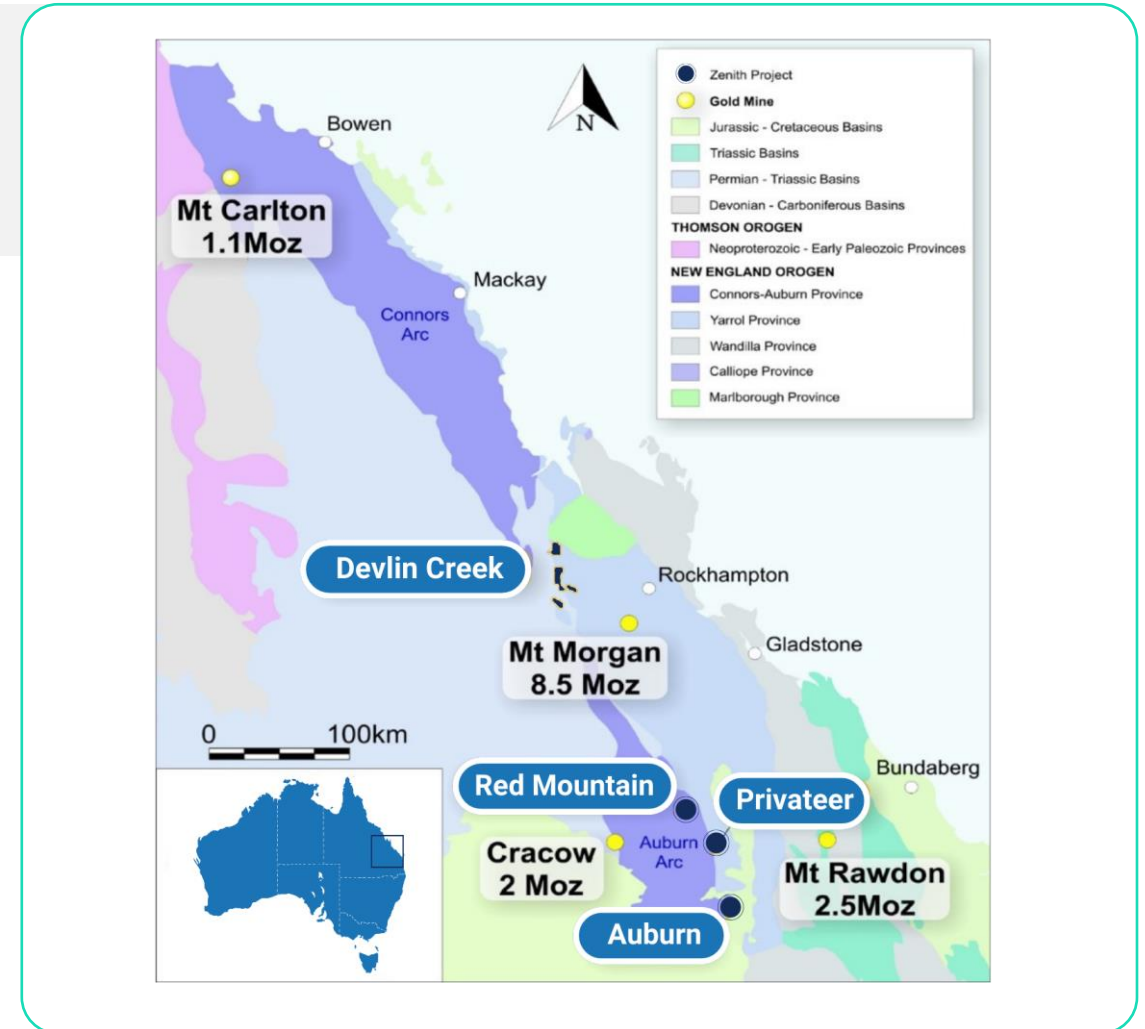 Zenith Project
Gold Mine
Jurassic - Cretaceous Basins
Triassic Basins
Permian - Triassic Basins
Devonian - Carboniferous Basins
THOMSON OROGEN
Neoproterozoic - Early Paleozoic Provinces
NEW ENGLAND OROGEN
Connors-Auburn Province
Yarrol Province
Wandilla Province
Calliope Province
Marlborough Province
N
Bowen
Mt Carlton
1.1Moz
Mackay
Connors
Arc
Devlin Creek
Rockhampton
Mt Morgan
8.5 Moz
Gladstone
0 100km
Bundaberg
Red Mountain
Privateer
Auburn
Arc
Cracow
2 Moz
Mt Rawdon
2.5Moz
Auburn